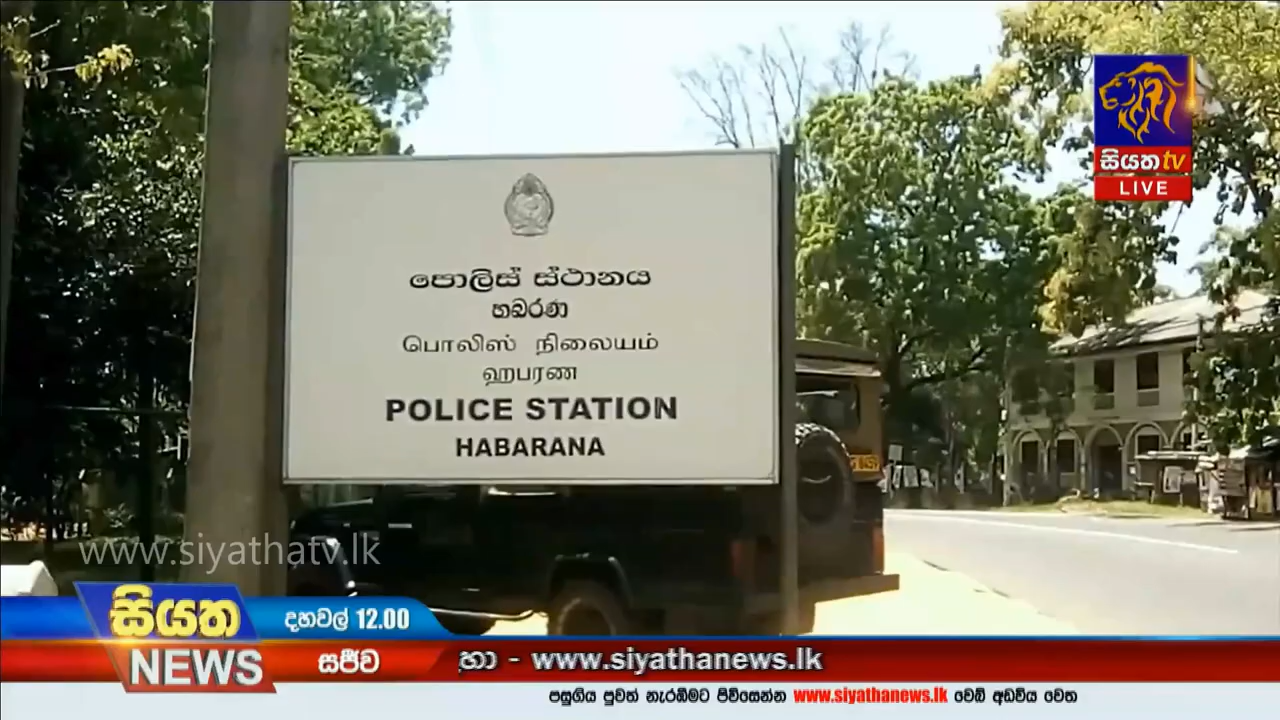 සියත tv
LIVE
පොලිස් ස්ථානය
හබරණ
பொலிஸ் நிலையம்
ஹபரண
POLICE STATION
HABARANA
www.siyathatv.lk
සියත
NEWS
දහවල් 12.00
සජීව
හා - www.siyathanews.lk
පසුගිය පුවත් නැරඹීමට පිවිසෙන්න www.siyathanews.lk වෙබ් අඩවිය වෙත